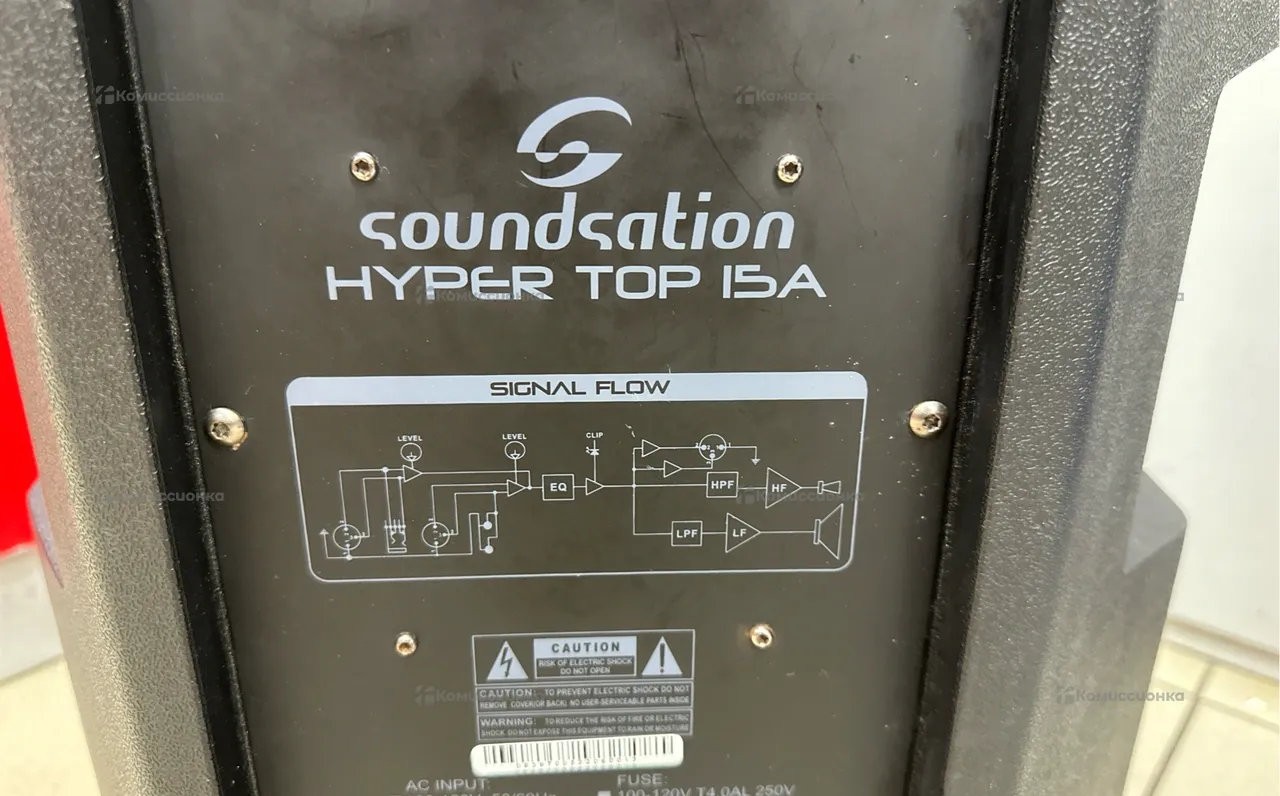 Комиссионка
Комиссионка
soundsation
HYPER TOP 15A
Комиссионка
SIGNAL FLOW
LEVEL
LEVEL
CLIP
EQ
HPF
HF
LPF
LF
Комиссионка
CAUTION
RISK OF ELECTRIC SHOCK
DO NOT OPEN
CAUTION: TO PREVENT ELECTRIC SHOCK DO NOT
REMOVE COVER(OR BACK) NO USER-SERVICEABLE PARTS INSIDE
Комиссионка
WARNING: TO REDUCE THE RISK OF FIRE OR ELECTRIC
SHOCK DO NOT EXPOSE THIS EQUIPMENT TO RAIN OR MOISTURE
AC INPUT:
FUSE:
100-120V T4.0AL 250V